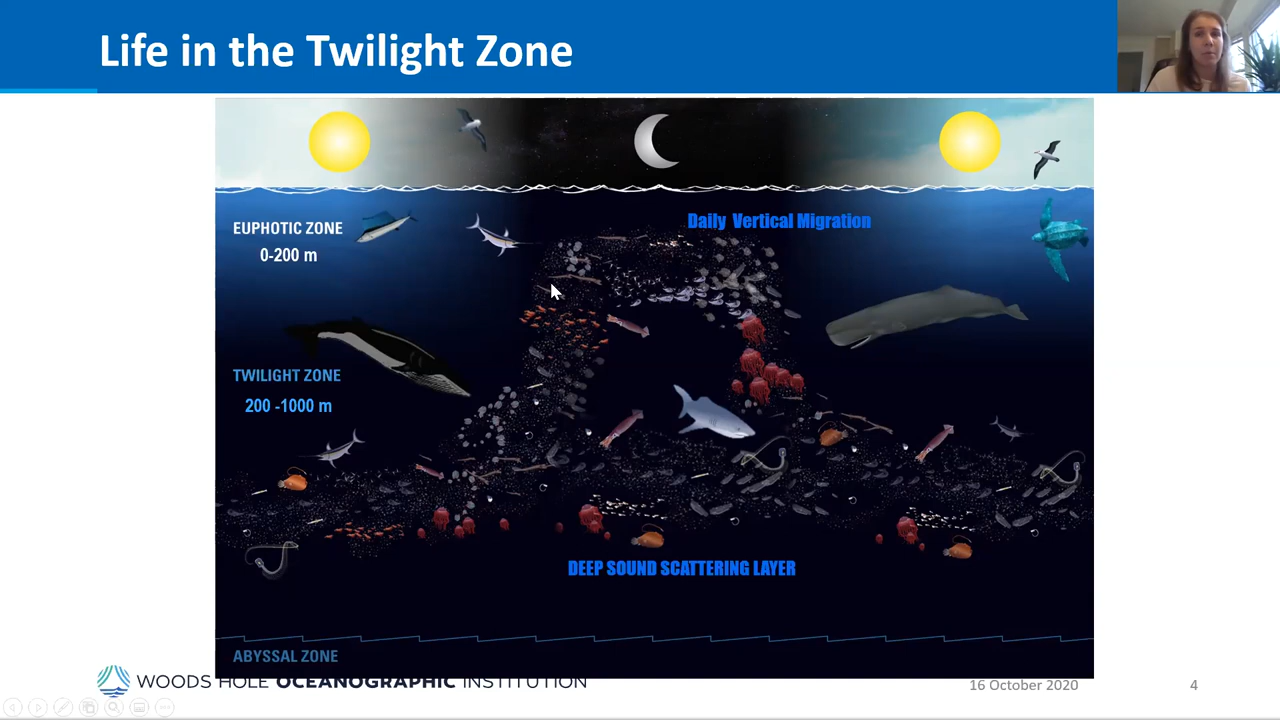 Life in the Twilight Zone
Daily Vertical Migration
EUPHOTIC ZONE
0-200 m
TWILIGHT ZONE
200 -1000 m
DEEP SOUND SCATTERING LAYER
ABYSSAL ZONE
WOODS HOLE OCEANOGRAPHIC INSTITUTION
16 October 2020
4